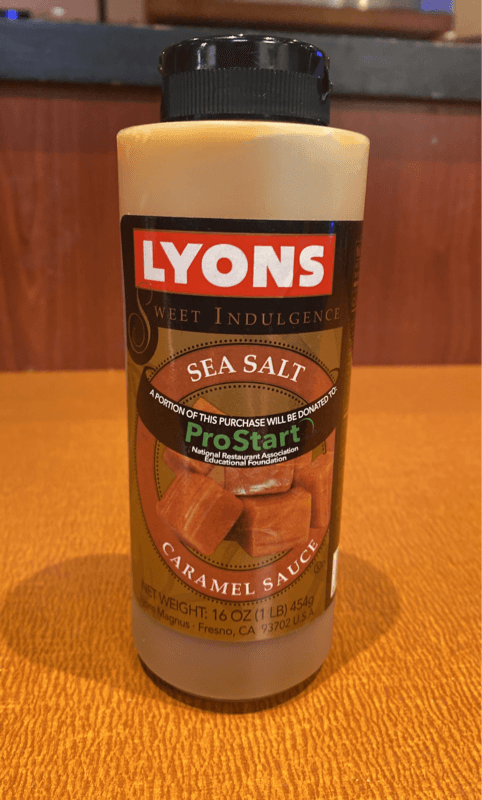 LYONS
SWEET INDULGENCE
SEA SALT
A PORTION OF THIS PURCHASE WILL BE DONATED TO:
ProStart
National Restaurant Association
Educational Foundation
CARAMEL SAUCE
NET WEIGHT: 16 OZ (1 LB) 454g
Magnus · Fresno, CA 93702 U.S.A.